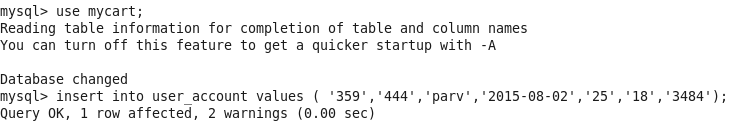 mysql> use mycart;
Reading table information for completion of table and column names
You can turn off this feature to get a quicker startup with -A

Database changed
mysql> insert into user_account values ( '359','444','parv','2015-08-02','25','18','3484');
Query OK, 1 row affected, 2 warnings (0.00 sec)